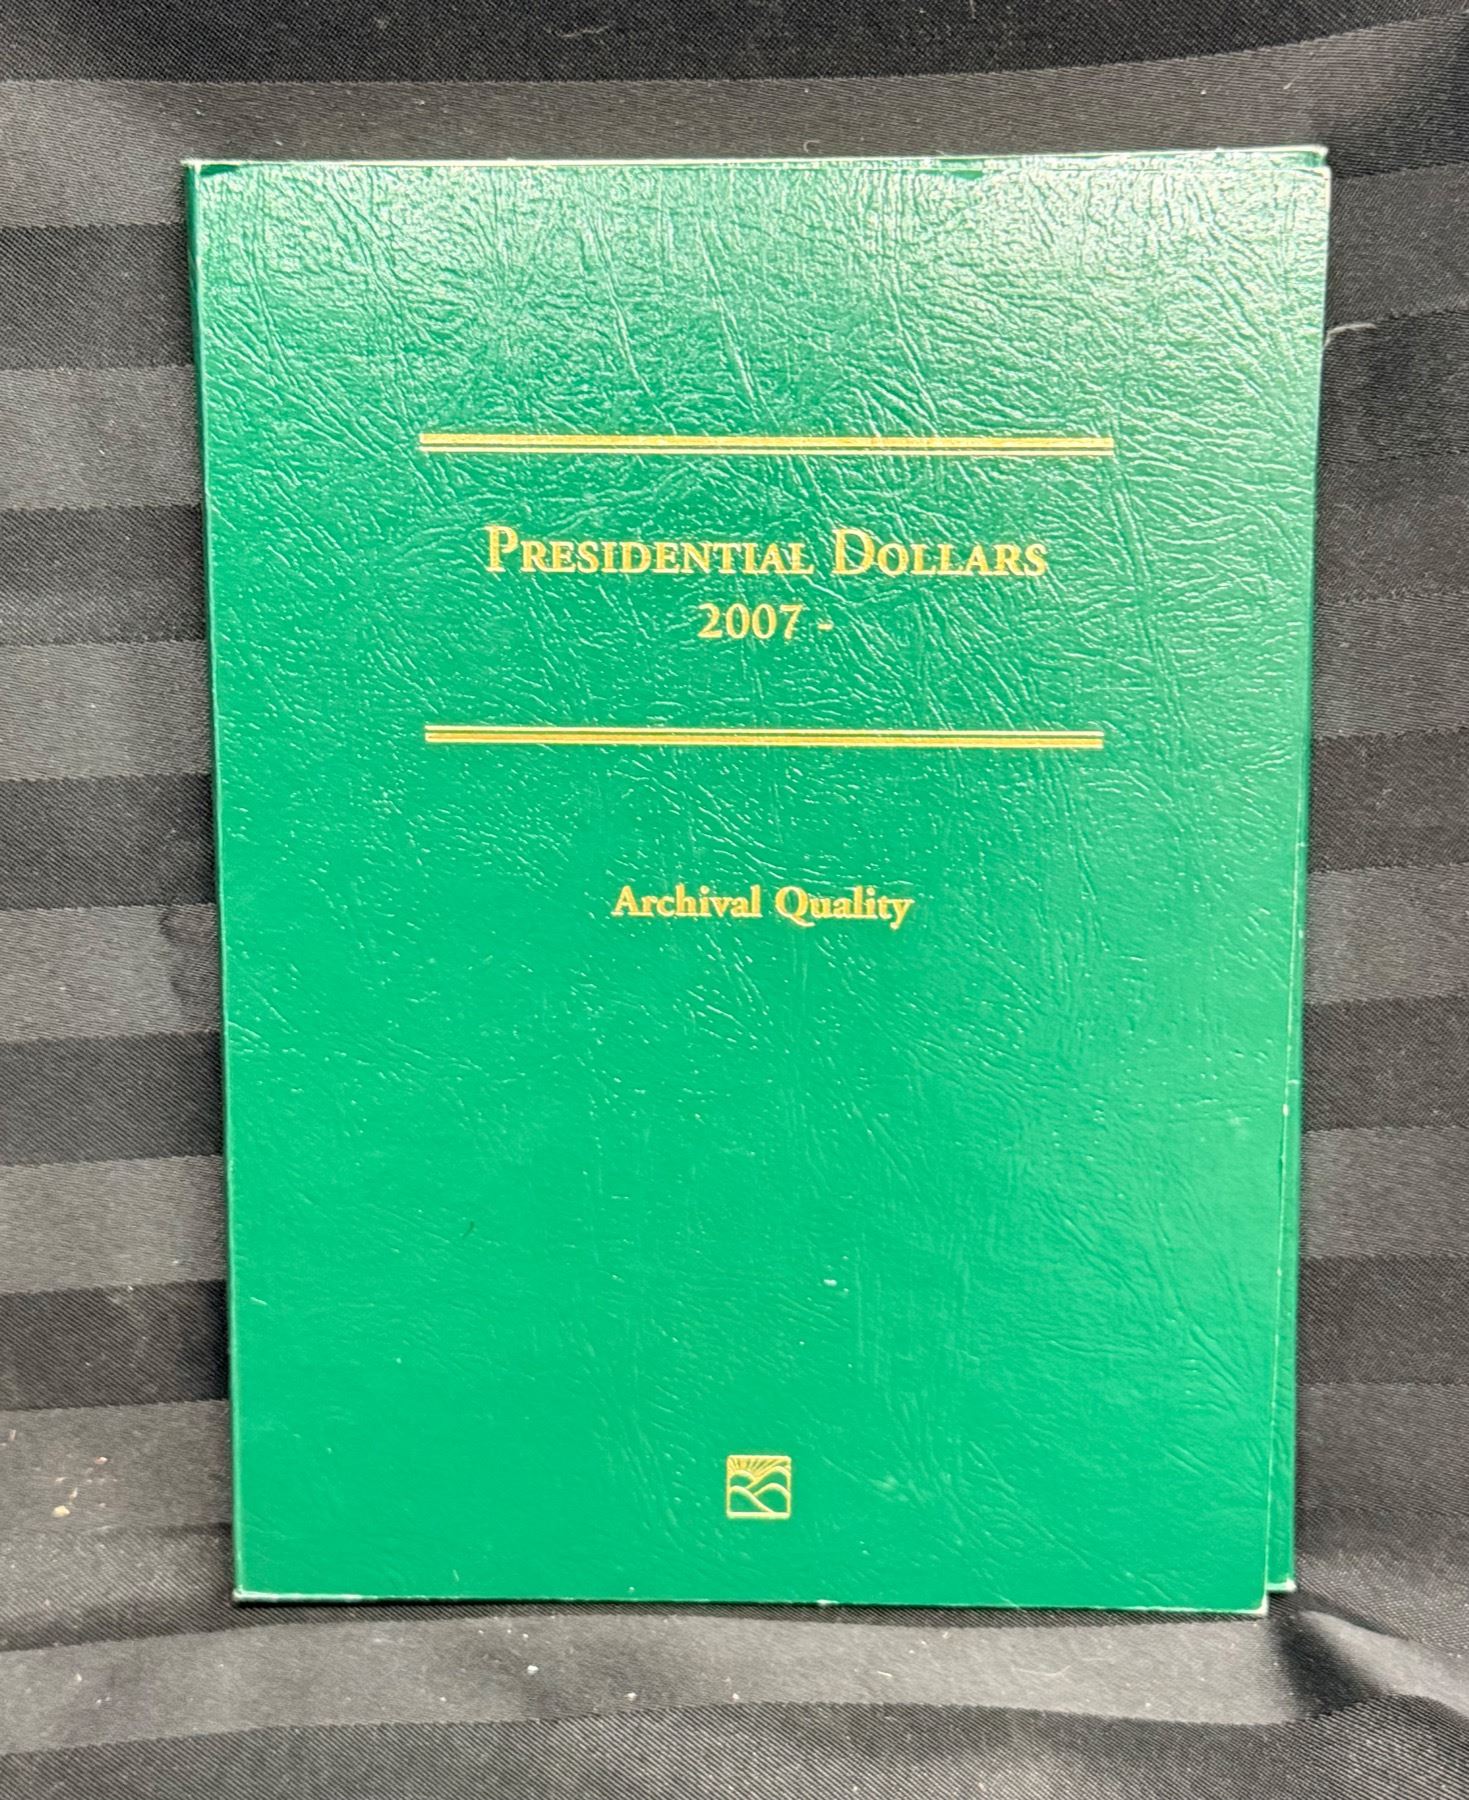 PRESIDENTIAL DOLLARS
2007 -
Archival Quality